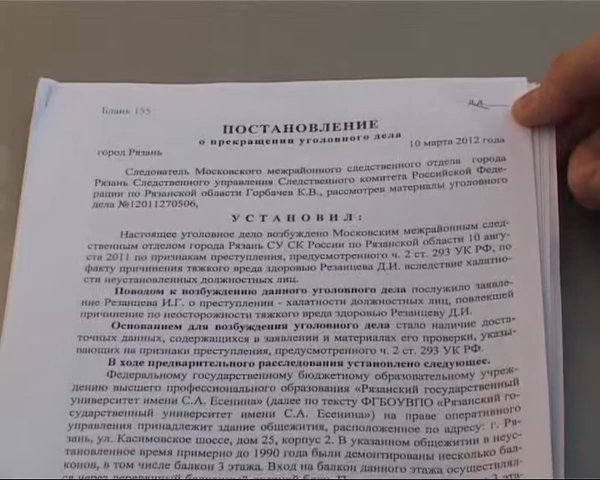 Бланк 155
ПОСТАНОВЛЕНИЕ
о прекращении уголовного дела
город Рязань 10 марта 2012 года
Следователь Московского межрайонного следственного отдела города
Рязань Следственного управления Следственного комитета Российской Феде-
рации по Рязанской области Горбачев К.В., рассмотрев материалы уголовного
дела №12011270506,
УСТАНОВИЛ:
Настоящее уголовное дело возбуждено Московским межрайонным след-
ственным отделом города Рязань СУ СК России по Рязанской области 10 авгу-
ста 2011 по признакам преступления, предусмотренного ч. 2 ст. 293 УК РФ, по
факту причинения тяжкого вреда здоровью Резанцева Д.И. вследствие халатно-
сти неустановленных должностных лиц.
Поводом к возбуждению данного уголовного дела послужило заявле-
ние Резанцева И.Г. о преступлении - халатности должностных лиц, повлекшей
причинение по неосторожности тяжкого вреда здоровью Резанцеву Д.И.
Основанием для возбуждения уголовного дела стало наличие доста-
точных данных, содержащихся в заявлении и материалах его проверки, указы-
вающих на признаки преступления, предусмотренного ч. 2 ст. 293 УК РФ.
В ходе предварительного расследования установлено следующее.
Федеральному государственному бюджетному образовательному учреж-
дению высшего профессионального образования «Рязанский государственный
университет имени С.А. Есенина» (далее по тексту ФГБОУВПО «Рязанский го-
сударственный университет имени С.А. Есенина») на праве оперативного
управления принадлежит здание общежития, расположенное по адресу: г. Ря-
зань, ул. Касимовское шоссе, дом 25, корпус 2. В указанном общежитии в неус-
тановленное время примерно до 1990 года были демонтированы несколько бал-
конов, в том числе балкон 3 этажа. Вход на балкон данного этажа осуществлял-
ся через деревянный